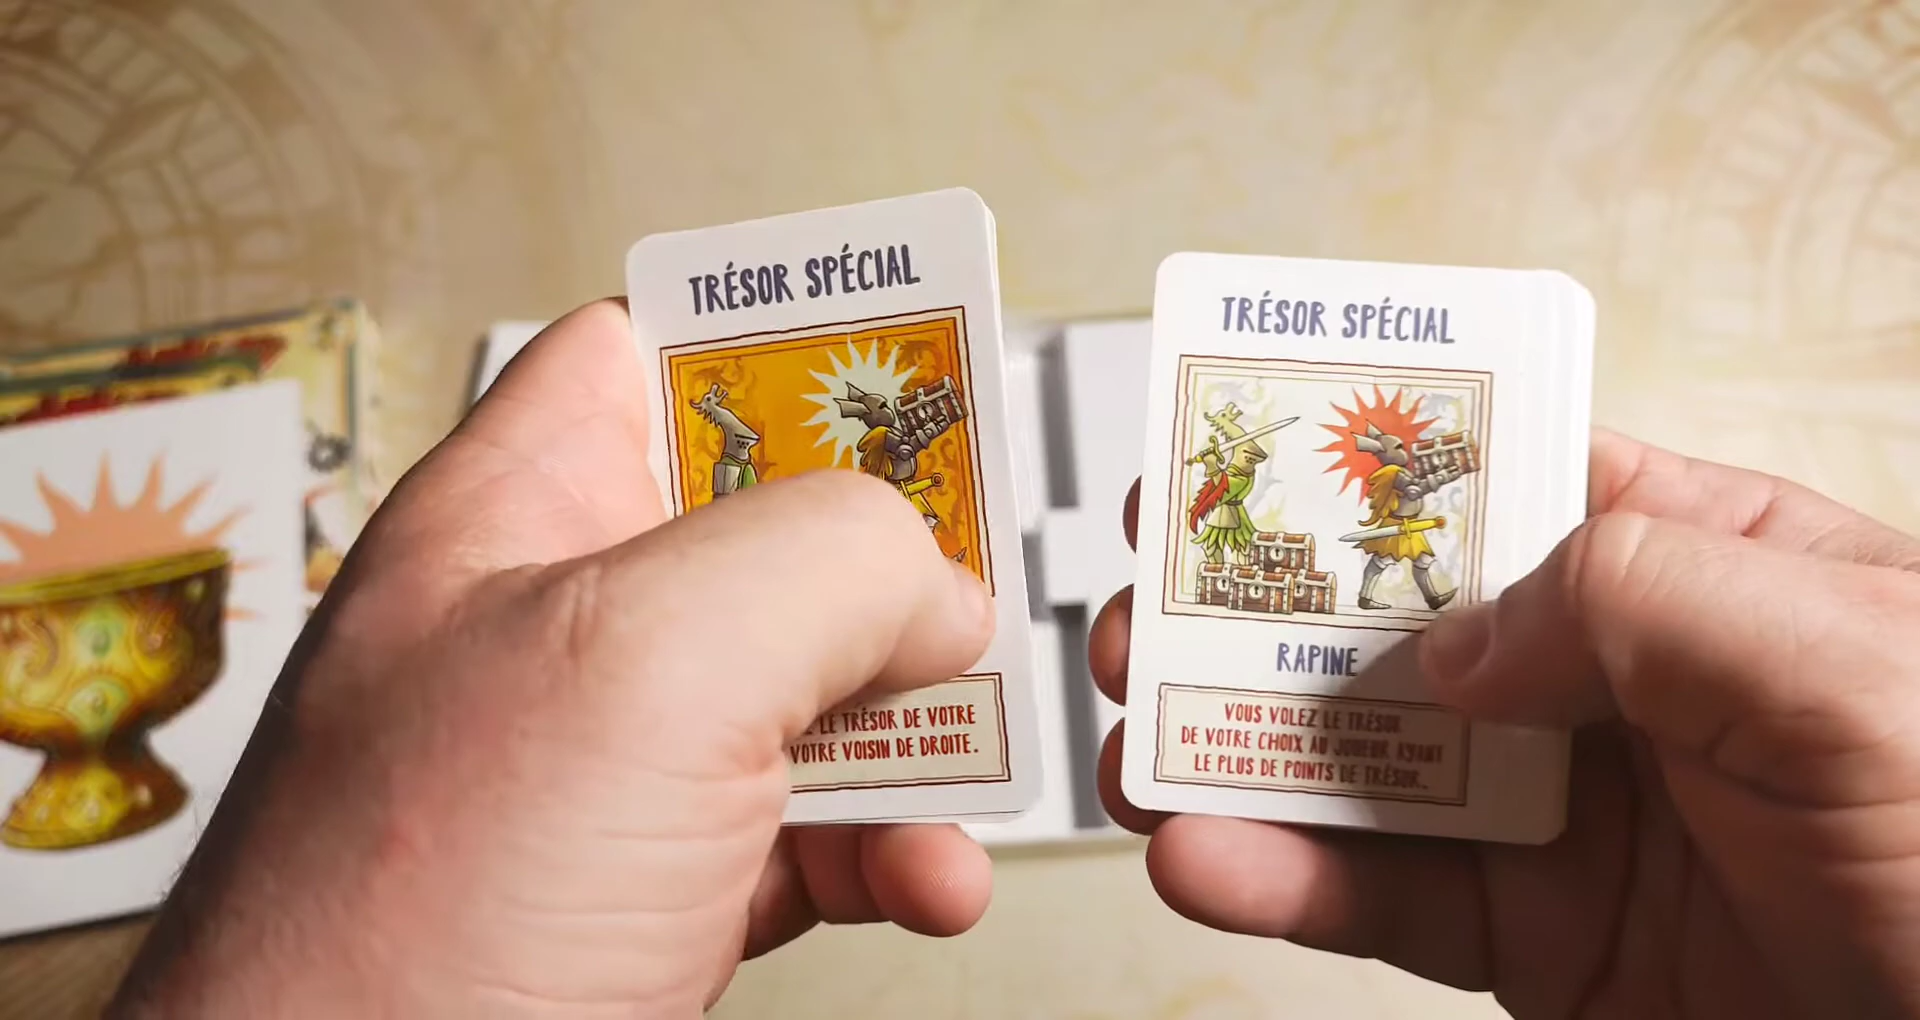 TRÉSOR SPÉCIAL
LE TRÉSOR DE VOTRE
VOTRE VOISIN DE DROITE.
TRÉSOR SPÉCIAL
RAPINE
VOUS VOLEZ LE TRÉSOR
DE VOTRE CHOIX AU JOUEUR AYANT
LE PLUS DE POINTS DE TRÉSOR.